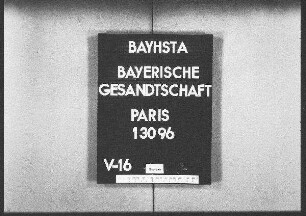 BAYHSTA
BAYERISCHE
GESANDTSCHAFT
PARIS
13096
V-16